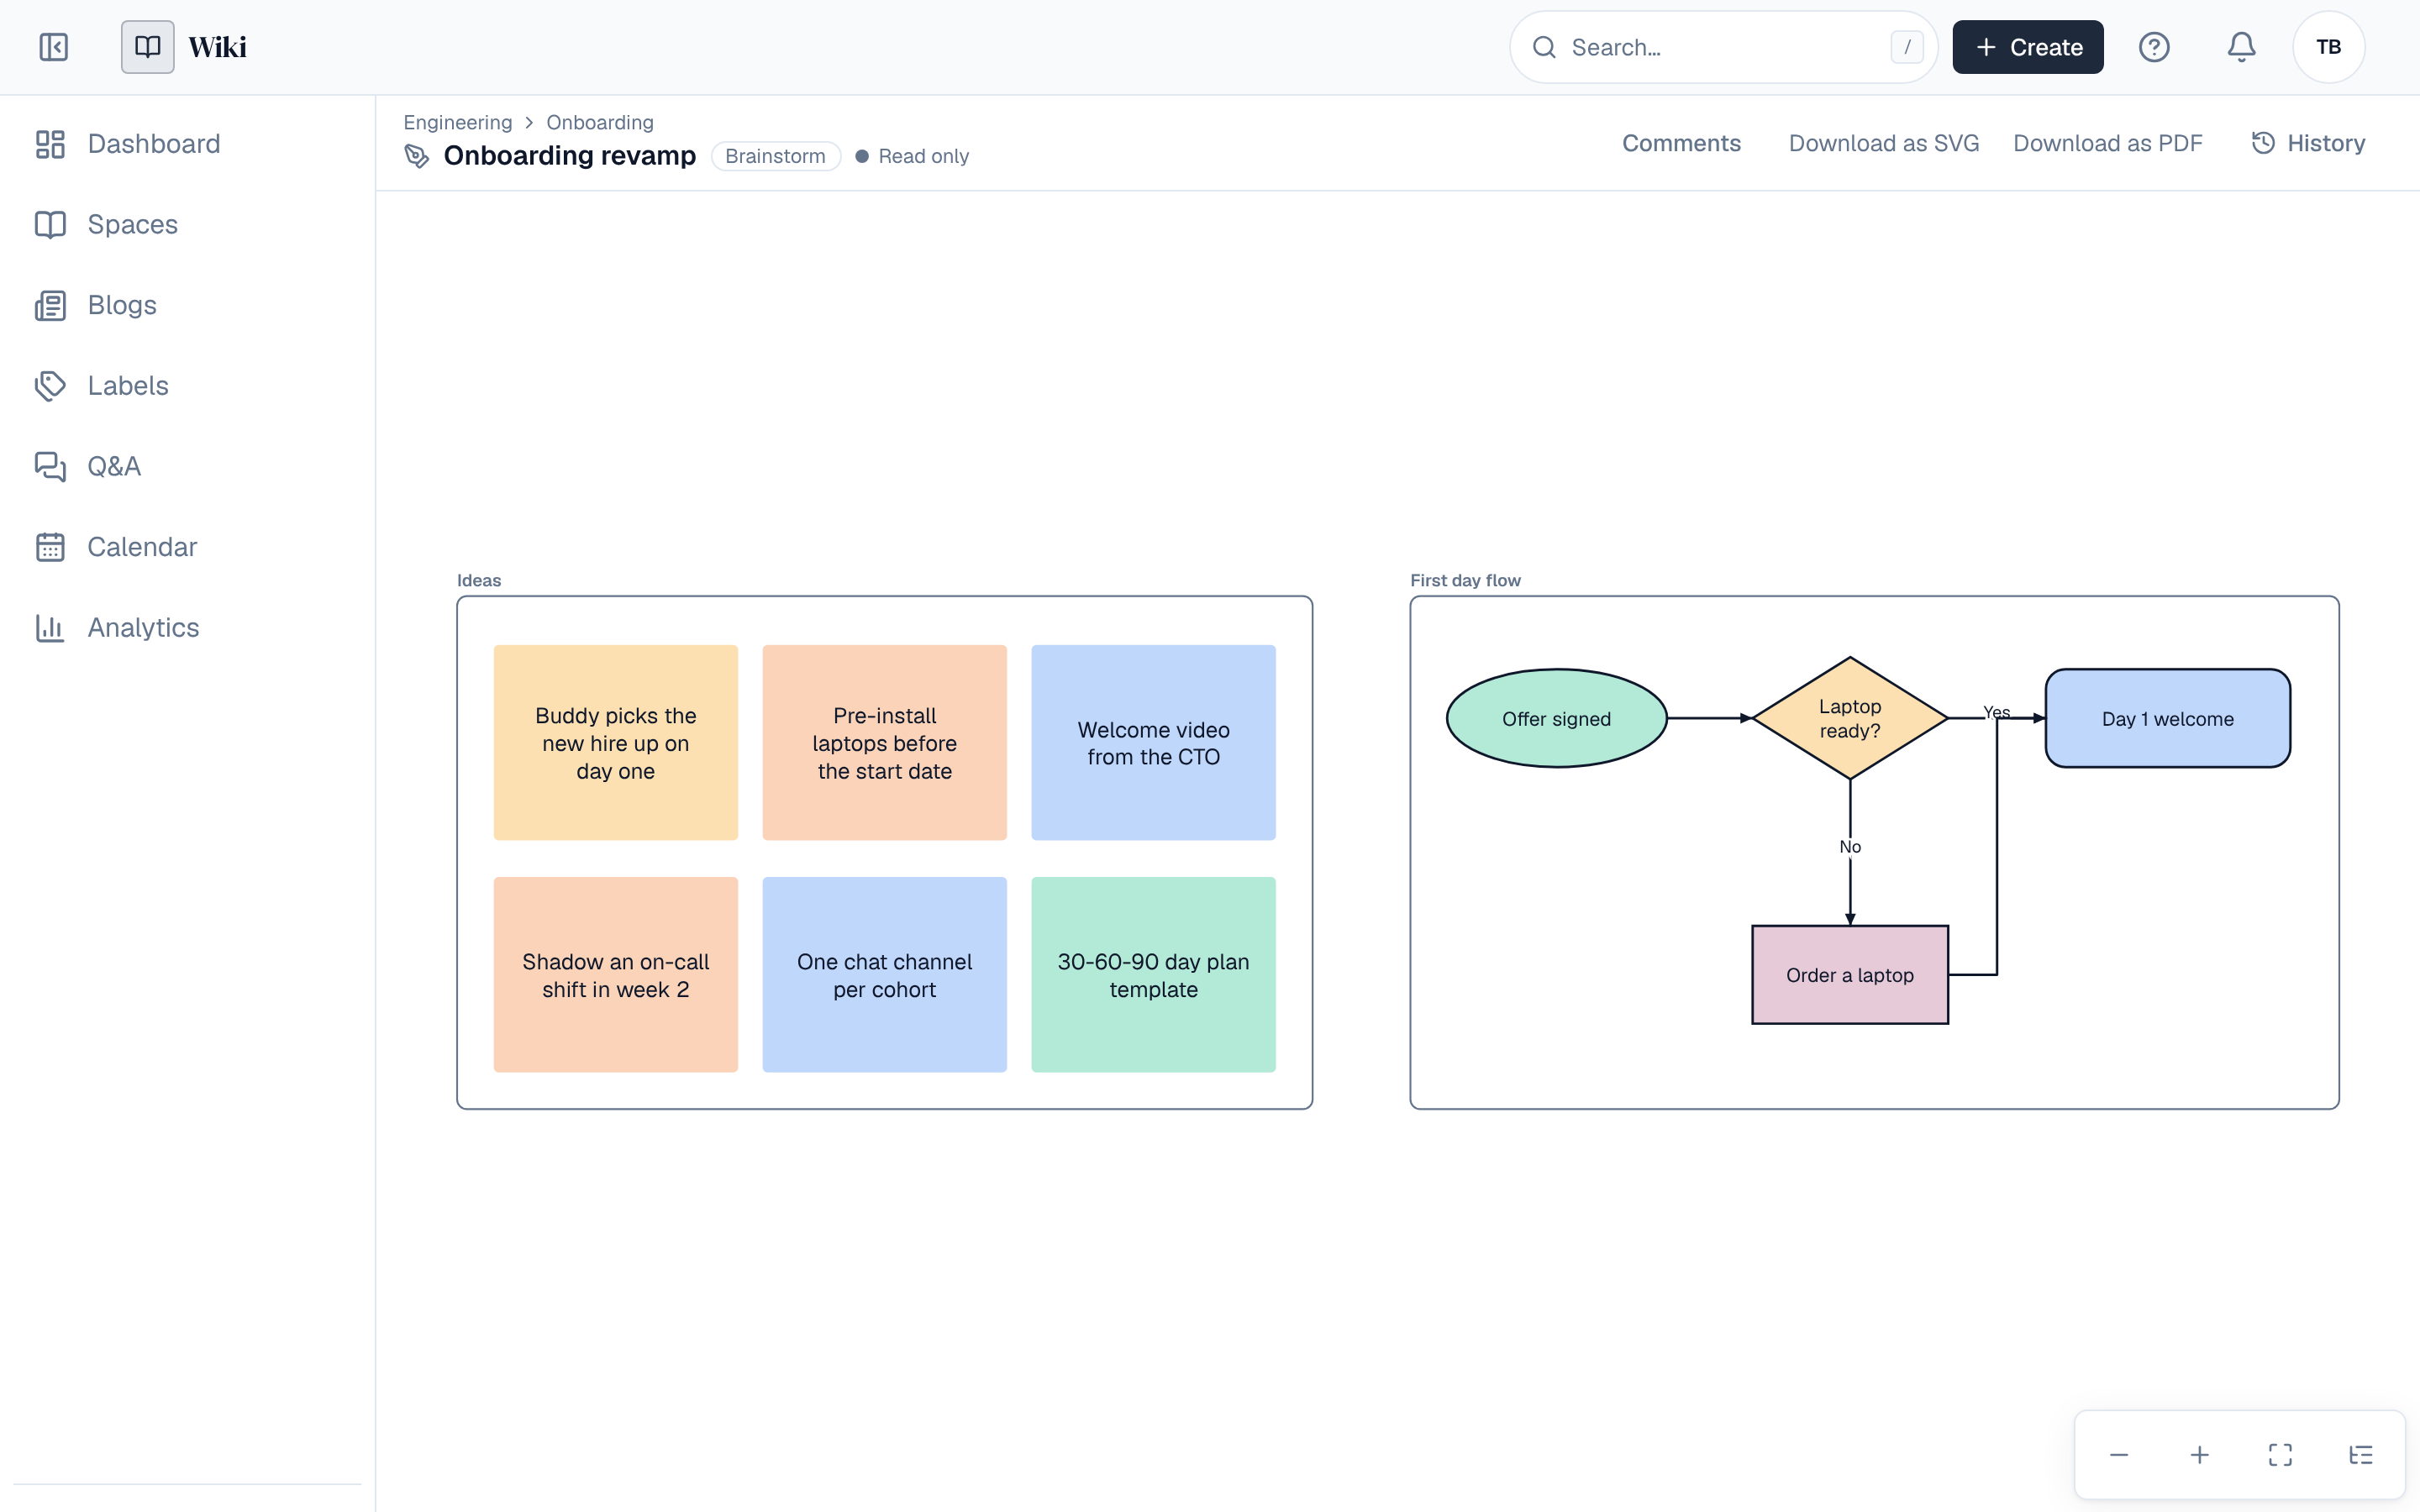 Wiki
Search...
/
Create
TB
Dashboard
Spaces
Blogs
Labels
Q&A
Calendar
Analytics
Engineering
Onboarding
Onboarding revamp
Brainstorm
Read only
Comments
Download as SVG
Download as PDF
History
Ideas
Buddy picks the
new hire up on
day one
Pre-install
laptops before
the start date
Welcome video
from the CTO
Shadow an on-call
shift in week 2
One chat channel
per cohort
30-60-90 day plan
template
First day flow
Offer signed
Laptop
ready?
Yes
Day 1 welcome
No
Order a laptop